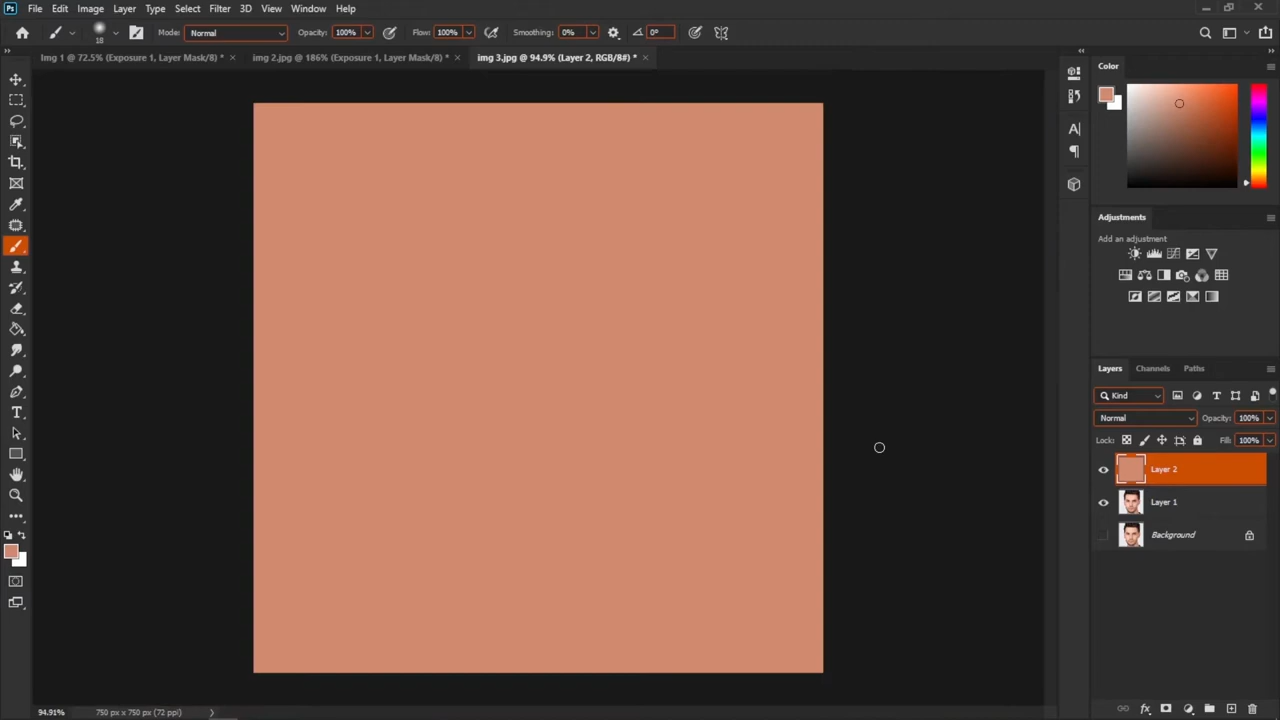 Ps File Edit Image Layer Type Select Filter 3D View Window Help
18 Mode: Normal Opacity: 100% Flow: 100% Smoothing: 0% 0°
Img 1 @ 72.5% (Exposure 1, Layer Mask/8) * × img 2.jpg @ 186% (Exposure 1, Layer Mask/8) * × img 3.jpg @ 94.9% (Layer 2, RGB/8#) * ×
Color
Adjustments
Add an adjustment
Layers Channels Paths
Kind
Normal Opacity: 100%
Lock: Fill: 100%
Layer 2
Layer 1
Background
94.91% 750 px x 750 px (72 ppi)